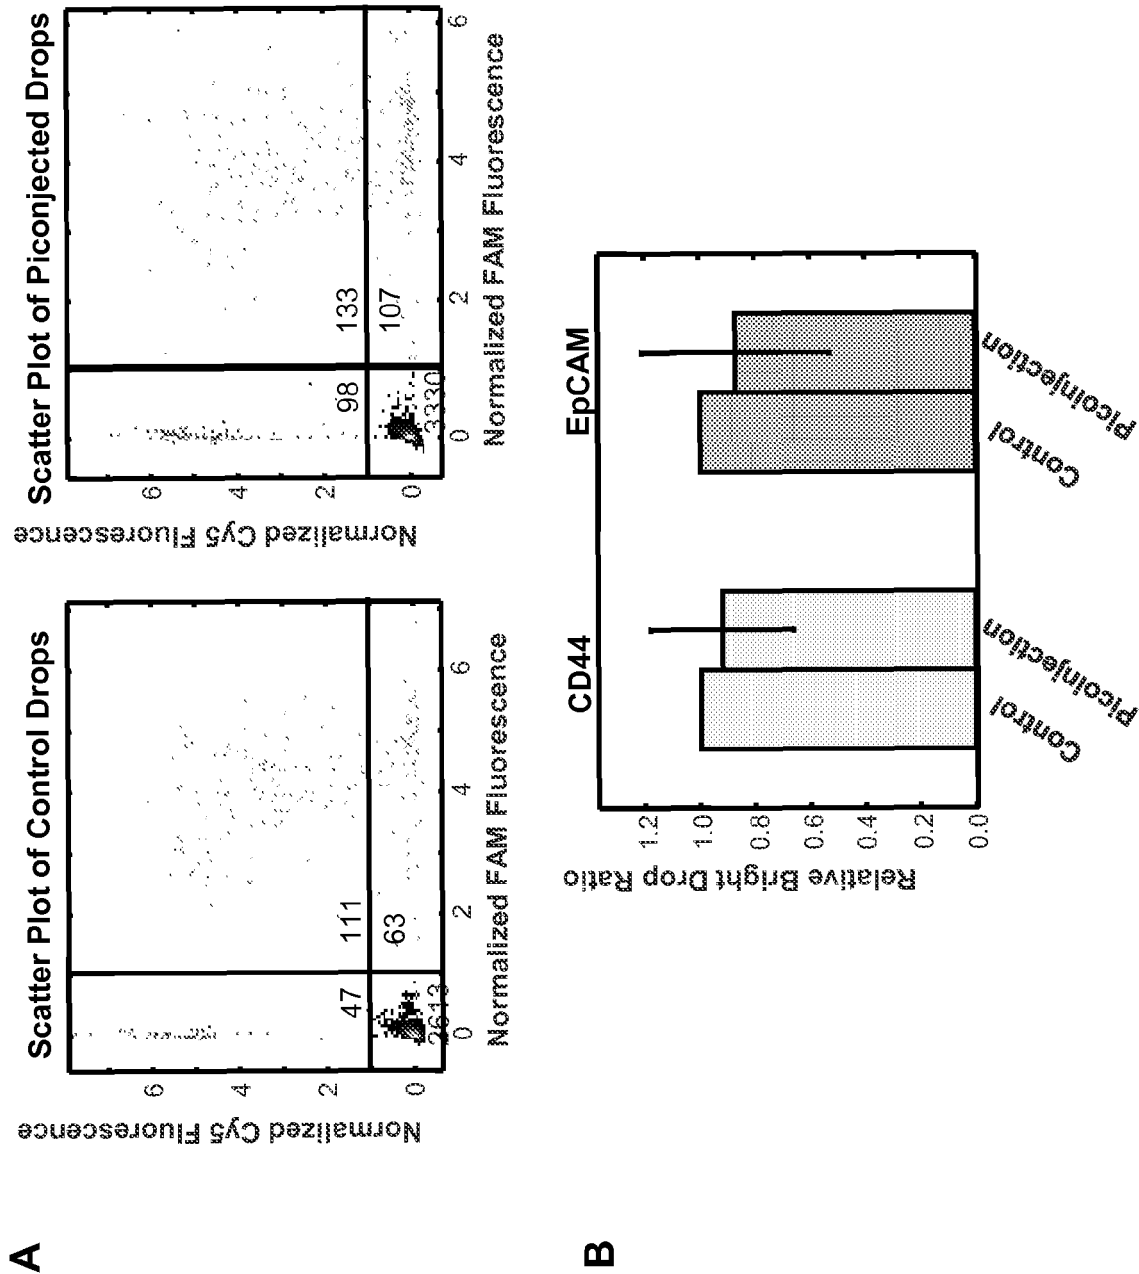 A
Scatter Plot of Control Drops
Normalized Cy5 Fluorescence
6
4
2
0
47
111
63
2613
0
2
4
6
Normalized FAM Fluorescence
Scatter Plot of Piconjected Drops
Normalized Cy5 Fluorescence
6
4
2
0
98
133
107
3330
0
2
4
6
Normalized FAM Fluorescence
B
CD44
EpCAM
Relative Bright Drop Ratio
1.2
1.0
0.8
0.6
0.4
0.2
0.0
Control
Picoinjection
Control
Picoinjection